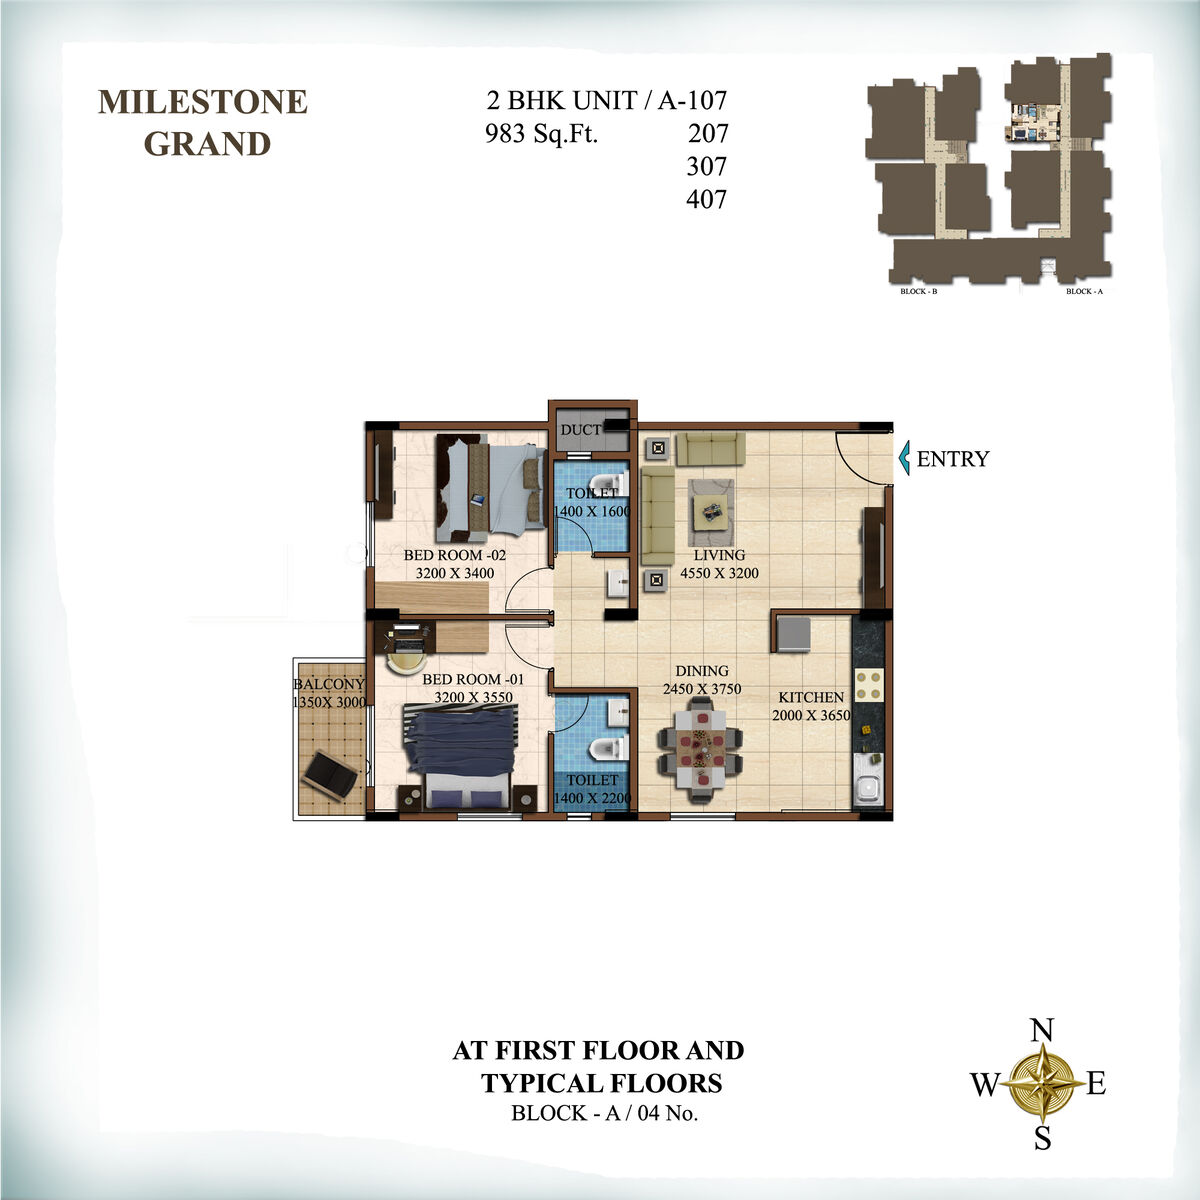 MILESTONE
GRAND
2 BHK UNIT / A-107
983 Sq.Ft. 207
307
407
BLOCK - B
BLOCK - A
DUCT
ENTRY
TOILET
1400 X 1600
BED ROOM -02
3200 X 3400
LIVING
4550 X 3200
BALCONY
1350X 3000
BED ROOM -01
3200 X 3550
DINING
2450 X 3750
KITCHEN
2000 X 3650
TOILET
1400 X 2200
AT FIRST FLOOR AND
TYPICAL FLOORS
BLOCK - A / 04 No.
N
W E
S